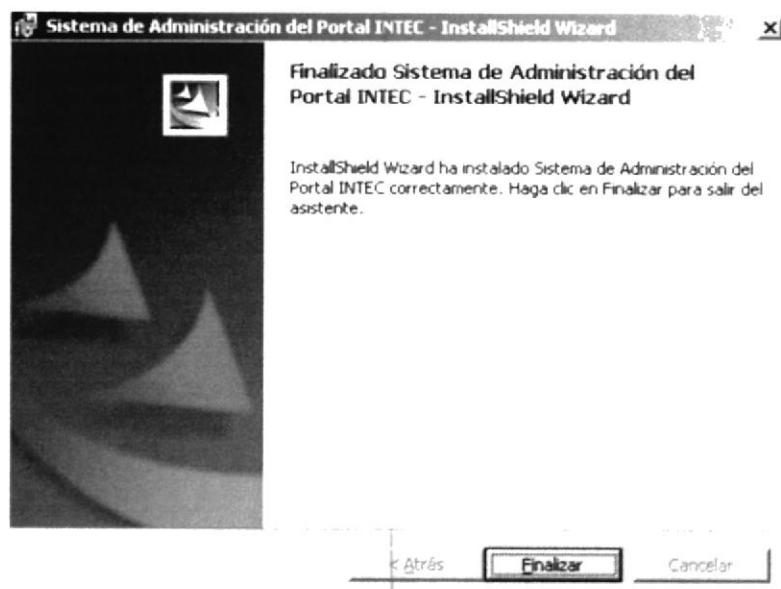 Sistema de Administración del Portal INTEC - InstallShield Wizard
Finalizado Sistema de Administración del
Portal INTEC - InstallShield Wizard
InstallShield Wizard ha instalado Sistema de Administración del
Portal INTEC correctamente. Haga clic en Finalizar para salir del
asistente.
< Atrás
Finalizar
Cancelar